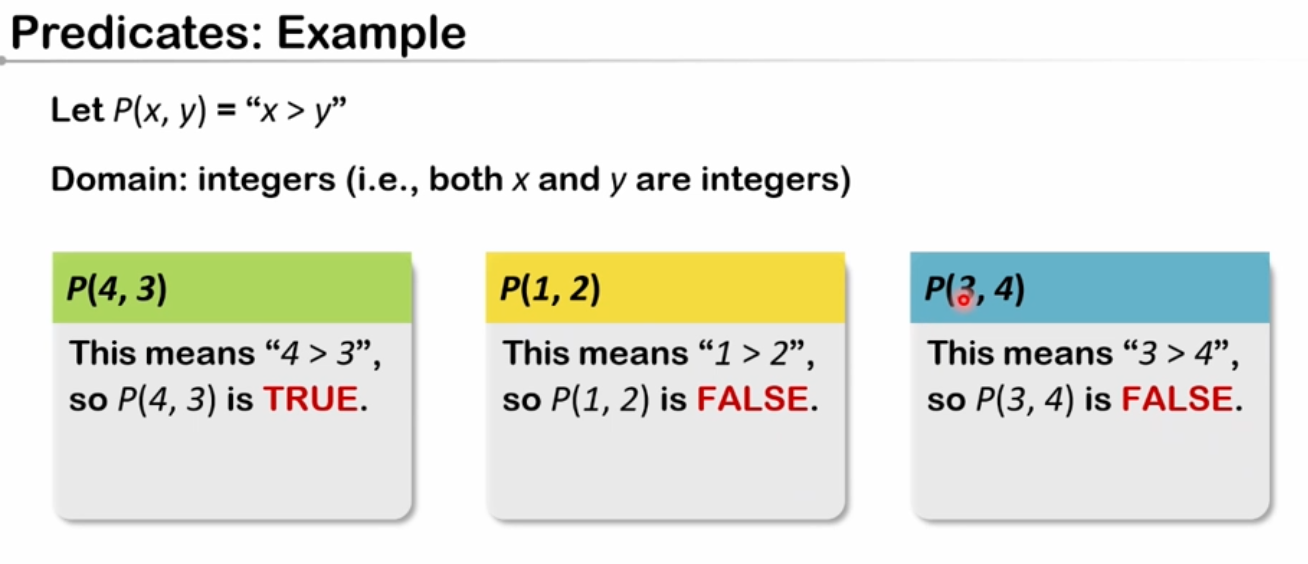 Predicates: Example
Let P(x, y) = “x > y”
Domain: integers (i.e., both x and y are integers)
P(4, 3)
This means “4 > 3”,
so P(4, 3) is TRUE.
P(1, 2)
This means “1 > 2”,
so P(1, 2) is FALSE.
P(3, 4)
This means “3 > 4”,
so P(3, 4) is FALSE.